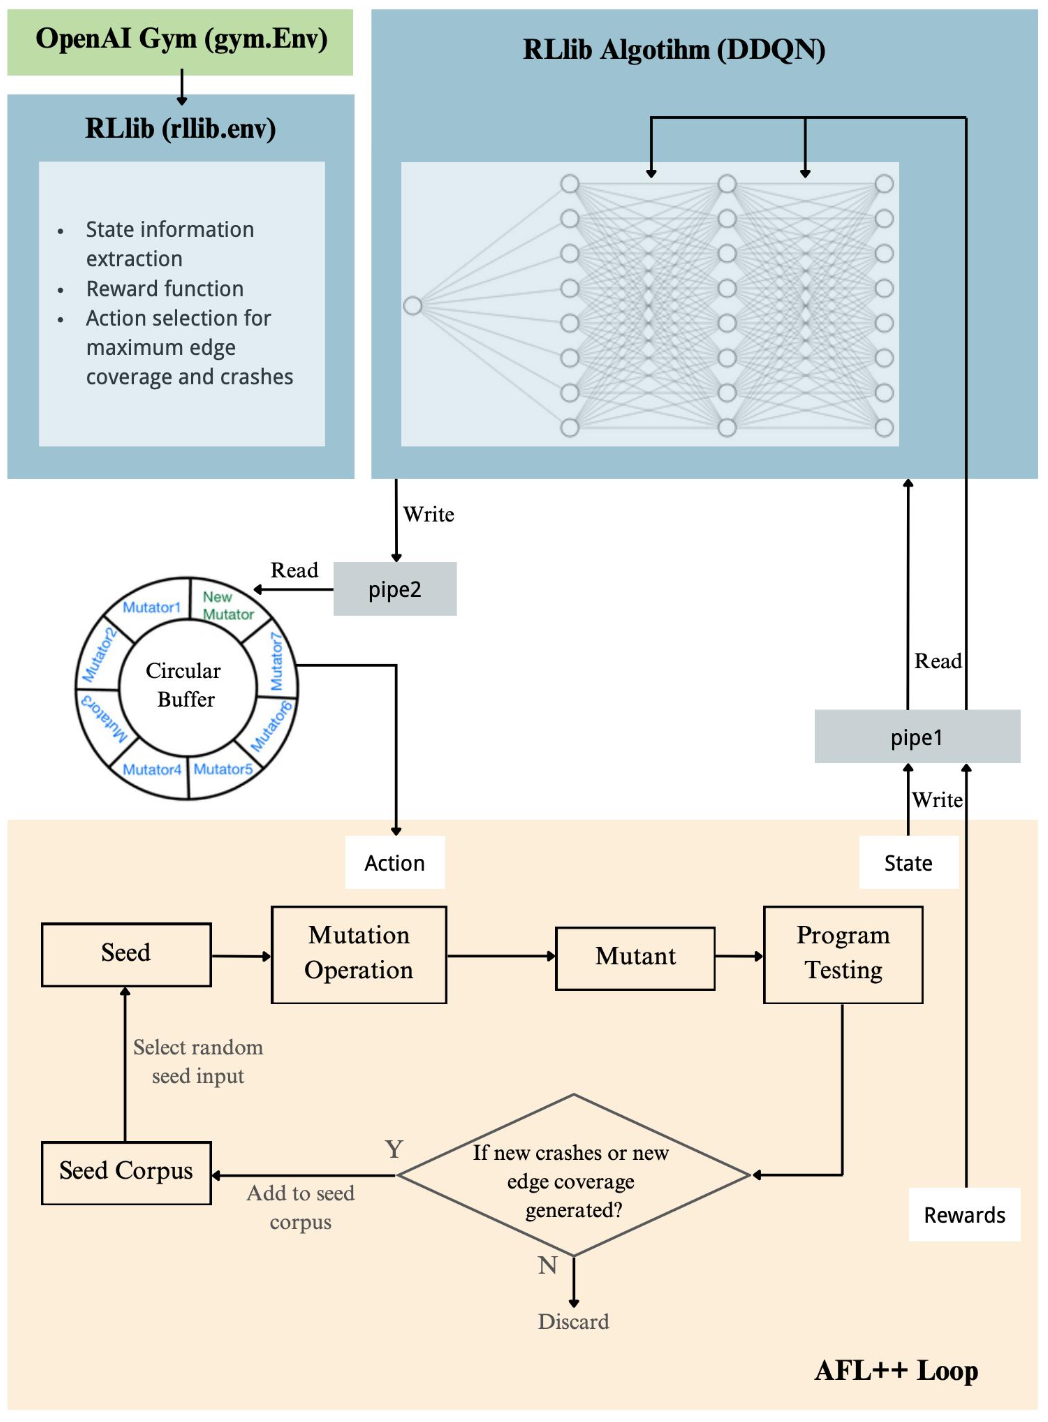 OpenAI Gym (gym.Env)
RLlib (rllib.env)
• State information
extraction
• Reward function
• Action selection for
maximum edge
coverage and crashes
RLlib Algotihm (DDQN)
Write
pipe2
Read
New
Mutator
Mutator1
Mutator2
Mutator3
Mutator4
Mutator5
Mutator6
Mutator7
Circular
Buffer
Read
pipe1
Write
Action
State
Seed
Mutation
Operation
Mutant
Program
Testing
Select random
seed input
Seed Corpus
Y
Add to seed
corpus
If new crashes or new
edge coverage
generated?
N
Discard
Rewards
AFL++ Loop